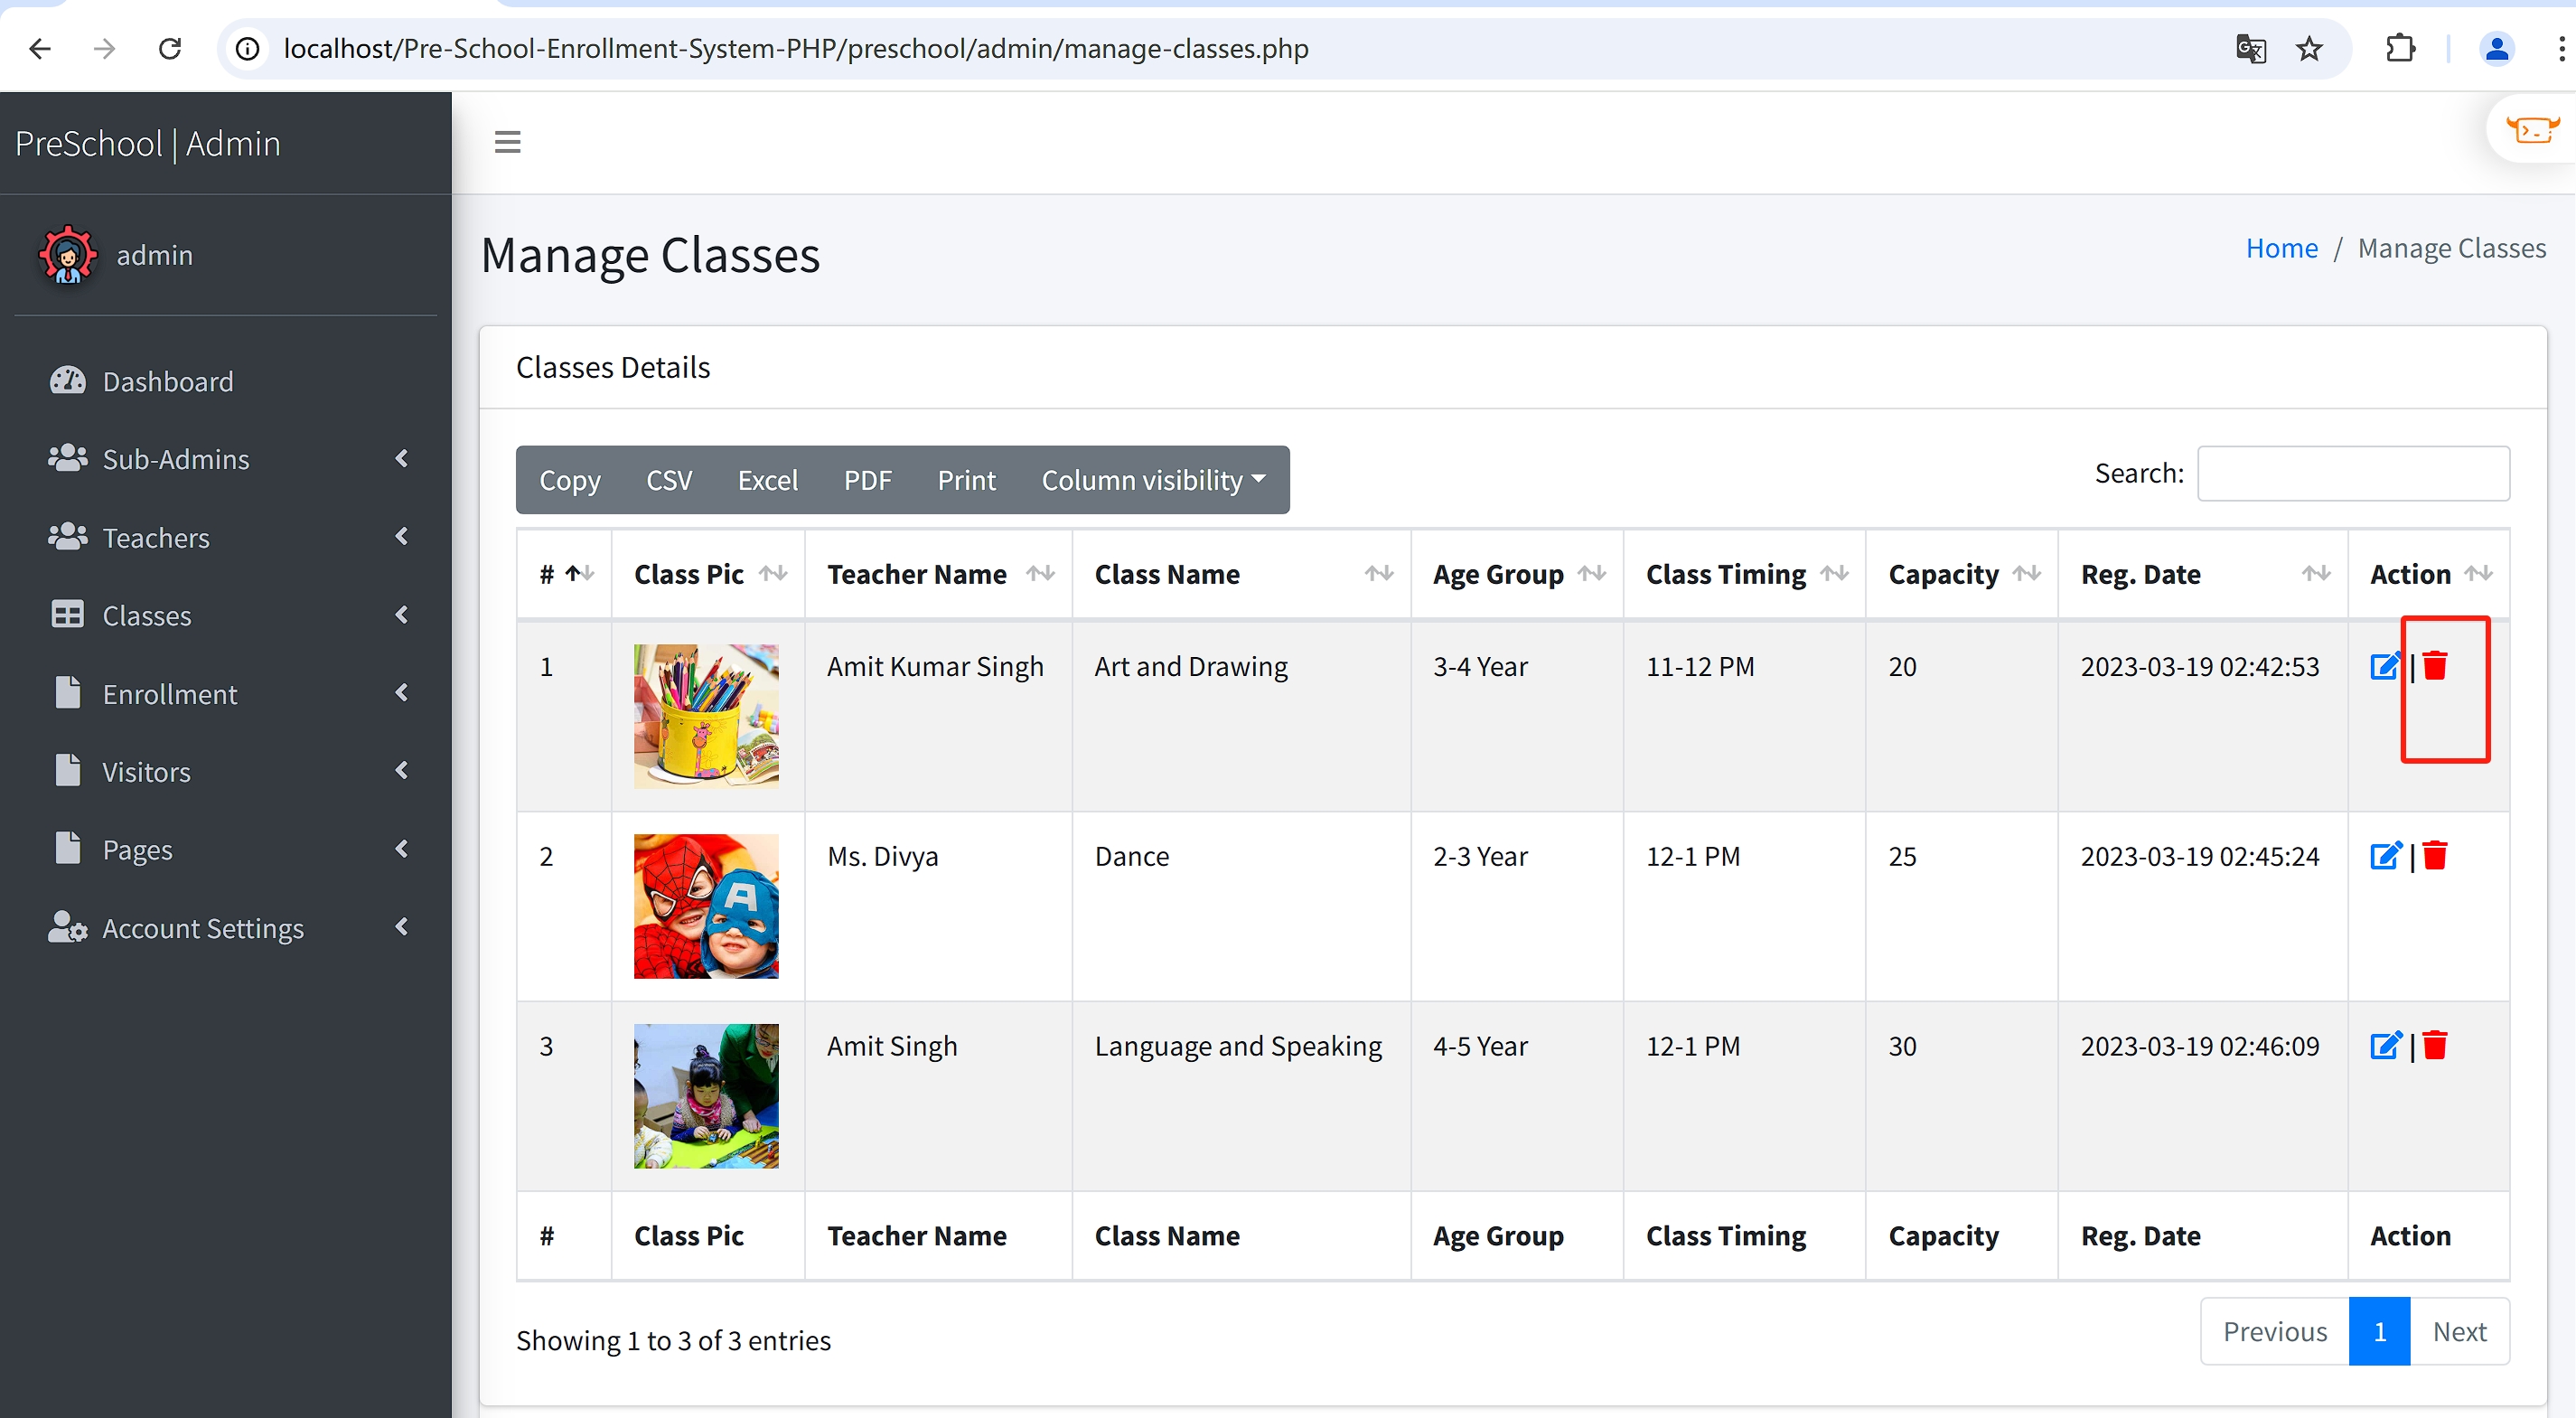 localhost/Pre-School-Enrollment-System-PHP/preschool/admin/manage-classes.php
PreSchool | Admin
admin
Dashboard
Sub-Admins
Teachers
Classes
Enrollment
Visitors
Pages
Account Settings
Manage Classes
Home / Manage Classes
Classes Details
Copy CSV Excel PDF Print Column visibility
Search:
# Class Pic Teacher Name Class Name Age Group Class Timing Capacity Reg. Date Action
1 Amit Kumar Singh Art and Drawing 3-4 Year 11-12 PM 20 2023-03-19 02:42:53 |
2 Ms. Divya Dance 2-3 Year 12-1 PM 25 2023-03-19 02:45:24 |
3 Amit Singh Language and Speaking 4-5 Year 12-1 PM 30 2023-03-19 02:46:09 |
# Class Pic Teacher Name Class Name Age Group Class Timing Capacity Reg. Date Action
Showing 1 to 3 of 3 entries
Previous 1 Next